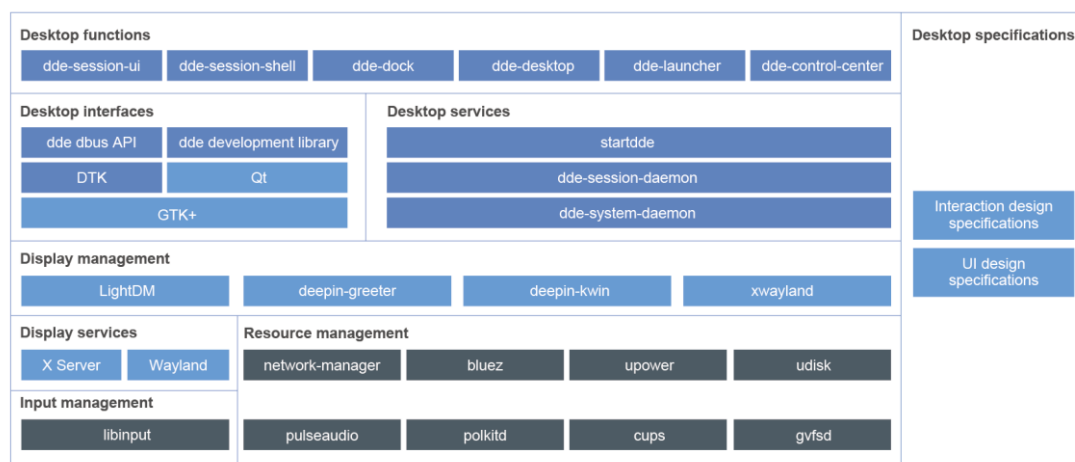 Desktop functions
dde-session-ui
dde-session-shell
dde-dock
dde-desktop
dde-launcher
dde-control-center
Desktop interfaces
dde dbus API
dde development library
DTK
Qt
GTK+
Desktop services
startdde
dde-session-daemon
dde-system-daemon
Display management
LightDM
deepin-greeter
deepin-kwin
xwayland
Display services
X Server
Wayland
Input management
libinput
Resource management
network-manager
bluez
upower
udisk
pulseaudio
polkitd
cups
gvfsd
Desktop specifications
Interaction design
specifications
UI design
specifications